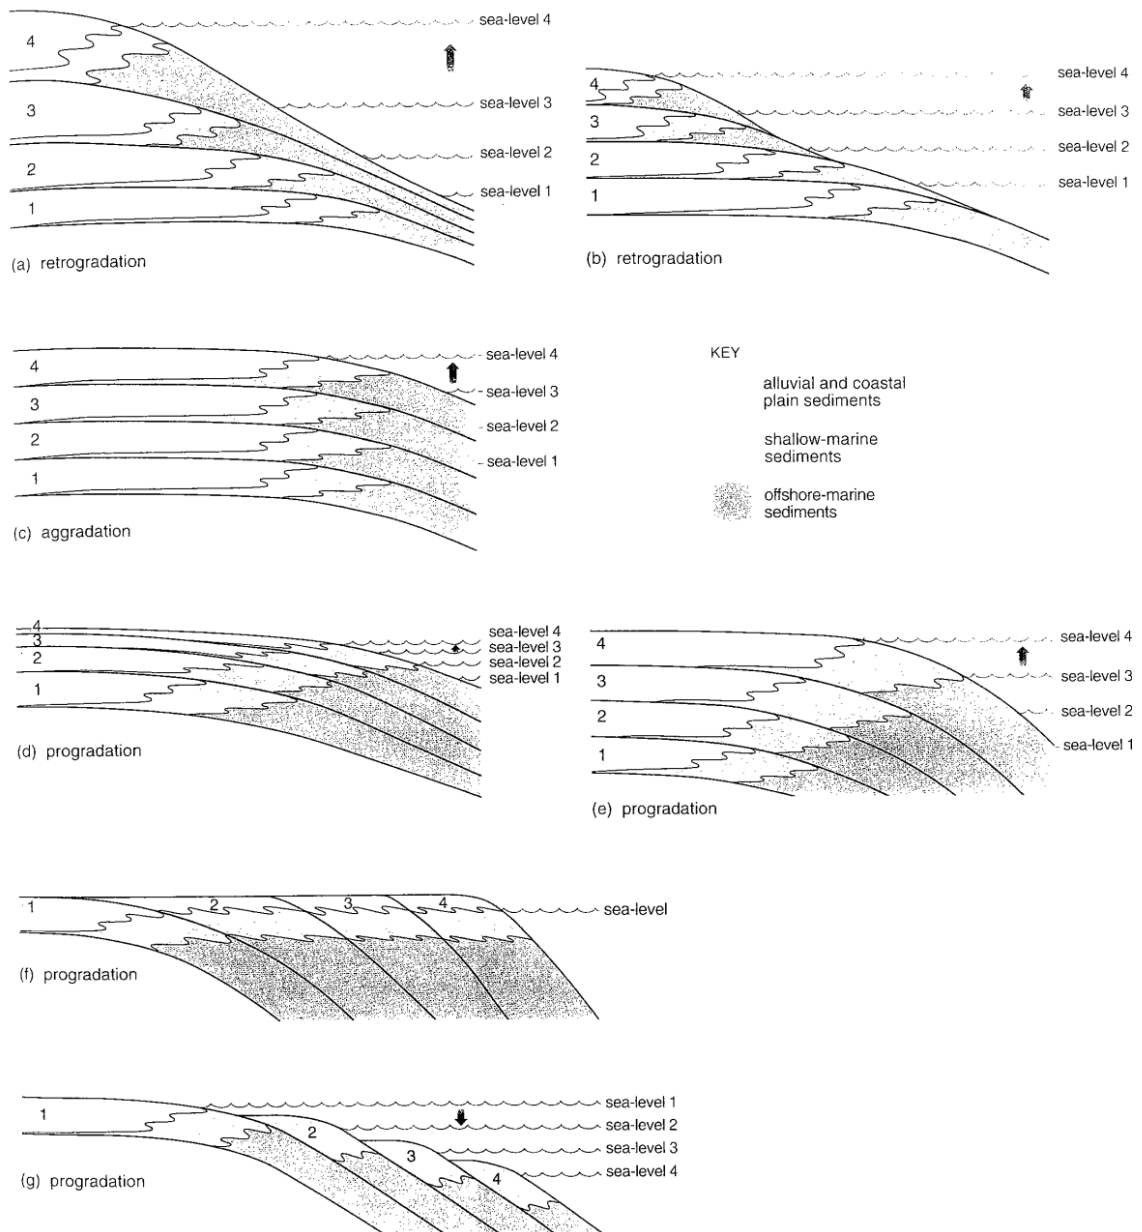 4
3
2
1
sea-level 4
sea-level 3
sea-level 2
sea-level 1
(a) retrogradation
4
3
2
1
sea-level 4
sea-level 3
sea-level 2
sea-level 1
(b) retrogradation
4
3
2
1
sea-level 4
sea-level 3
sea-level 2
sea-level 1
(c) aggradation
KEY
alluvial and coastal
plain sediments
shallow-marine
sediments
offshore-marine
sediments
4
3
2
1
sea-level 4
sea-level 3
sea-level 2
sea-level 1
(d) progradation
4
3
2
1
sea-level 4
sea-level 3
sea-level 2
sea-level 1
(e) progradation
1
2
3
4
sea-level
(f) progradation
1
2
3
4
sea-level 1
sea-level 2
sea-level 3
sea-level 4
(g) progradation